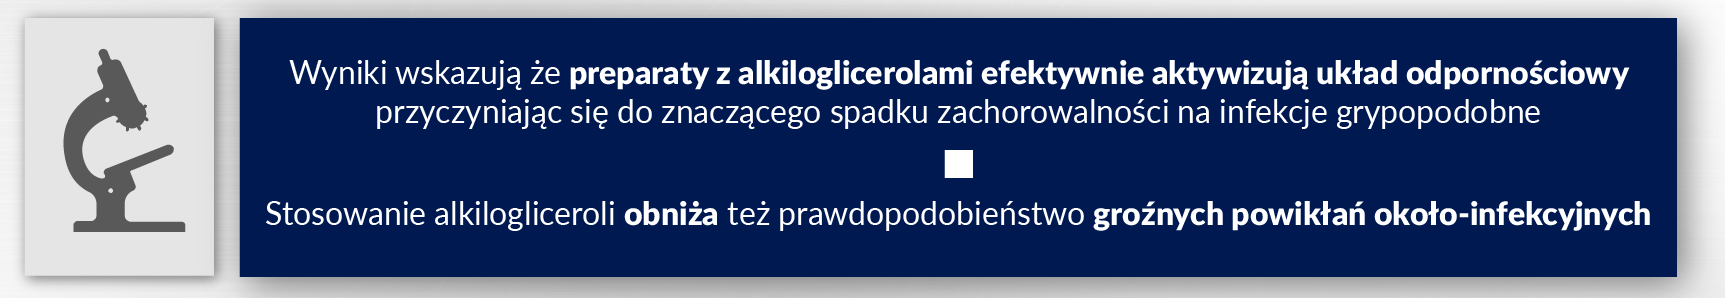 Wyniki wskazują że preparaty z alkiloglicerolami efektywnie aktywizują układ odpornościowy
przyczyniając się do znaczącego spadku zachorowalności na infekcje grypopodobne
Stosowanie alkilogliceroli obniża też prawdopodobieństwo groźnych powikłań około-infekcyjnych